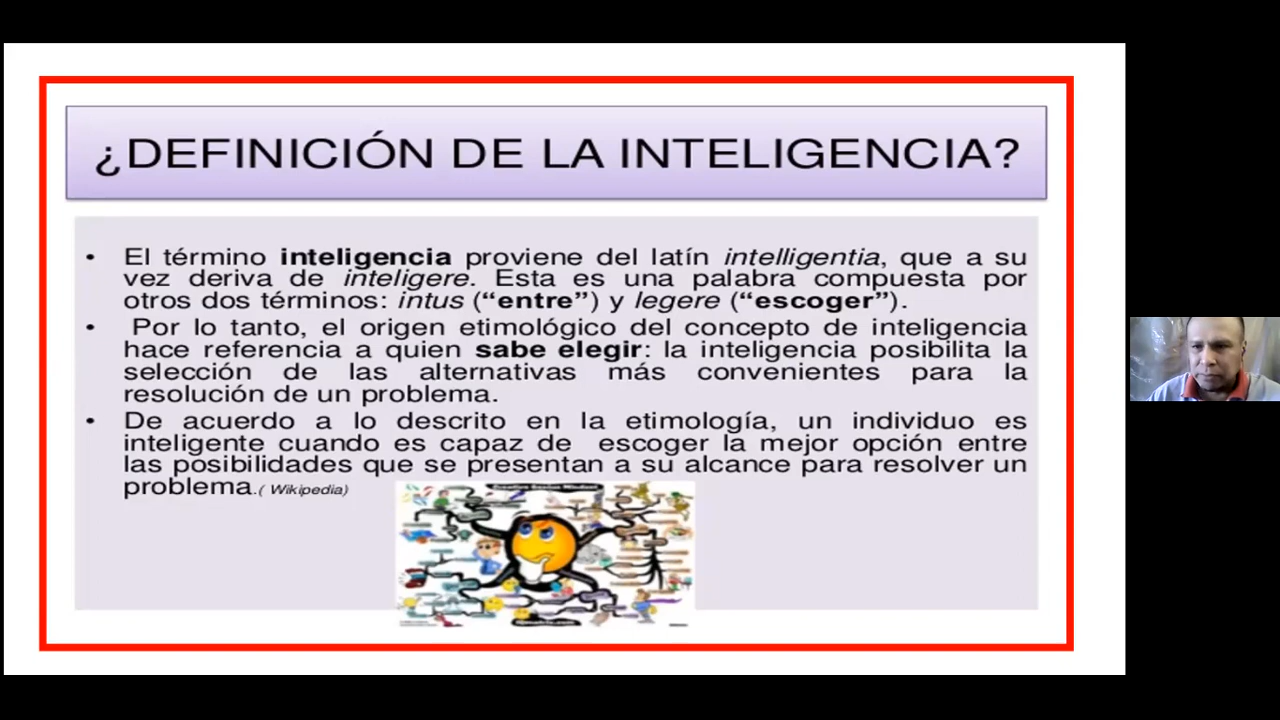 ¿DEFINICIÓN DE LA INTELIGENCIA?
• El término inteligencia proviene del latín intelligentia, que a su
vez deriva de inteligere. Esta es una palabra compuesta por
otros dos términos: intus (“entre”) y legere (“escoger”).
• Por lo tanto, el origen etimológico del concepto de inteligencia
hace referencia a quien sabe elegir: la inteligencia posibilita la
selección de las alternativas más convenientes para la
resolución de un problema.
• De acuerdo a lo descrito en la etimología, un individuo es
inteligente cuando es capaz de escoger la mejor opción entre
las posibilidades que se presentan a su alcance para resolver un
problema.( Wikipedia)